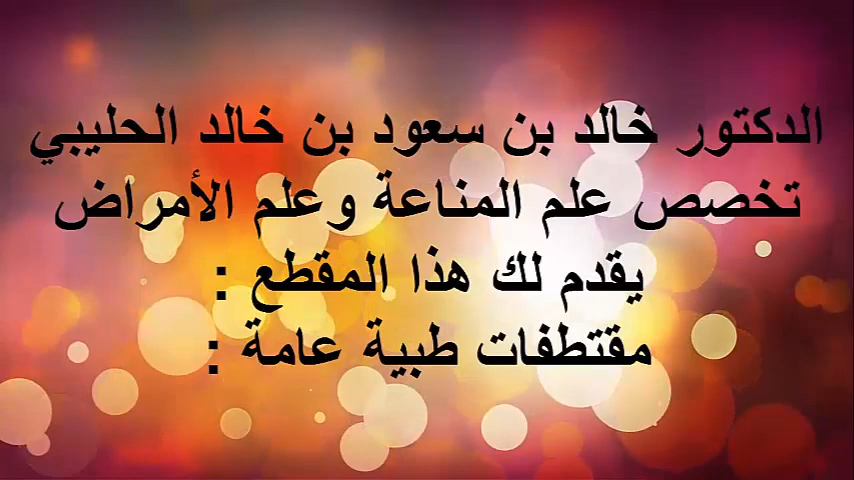 الدكتور خالد بن سعود بن خالد الحليبي
تخصص علم المناعة وعلم الأمراض
يقدم لك هذا المقطع :
مقتطفات طبية عامة :